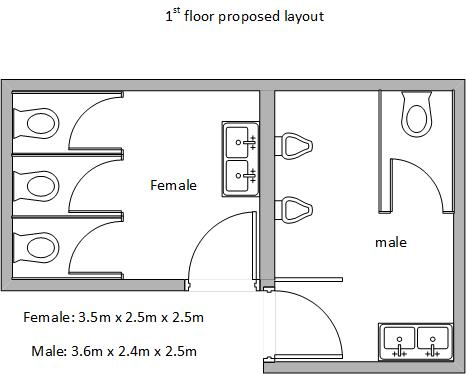 1st floor proposed layout
Female
male
Female: 3.5m x 2.5m x 2.5m
Male: 3.6m x 2.4m x 2.5m